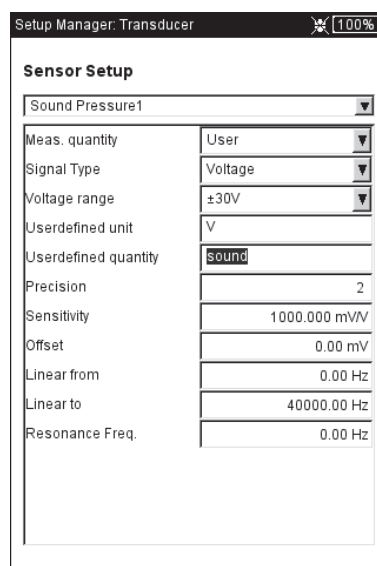 Setup Manager: Transducer 100%
Sensor Setup
Sound Pressure1
Meas. quantity User
Signal Type Voltage
Voltage range ±30V
Userdefined unit V
Userdefined quantity sound
Precision 2
Sensitivity 1000.000 mV/V
Offset 0.00 mV
Linear from 0.00 Hz
Linear to 40000.00 Hz
Resonance Freq. 0.00 Hz